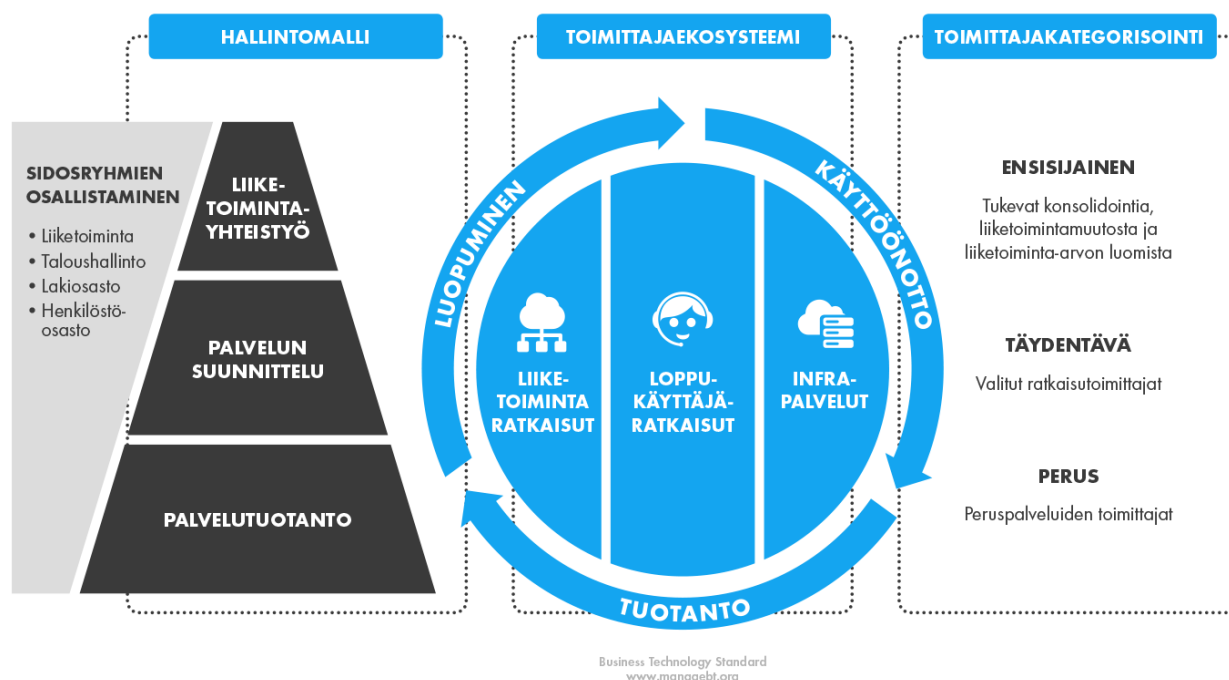 HALLINTOMALLI
SIDOSRYHMIEN
OSALLISTAMINEN
• Liiketoiminta
• Taloushallinto
• Lakiosasto
• Henkilöstö-
osasto
LIIKE-
TOIMINTA-
YHTEISTYÖ
PALVELUN
SUUNNITTELU
PALVELUTUOTANTO
TOIMITTAJAEKOSYSTEEMI
LUOPUMINEN
KÄYTTÖÖNOTTO
TUOTANTO
LIIKE-
TOIMINTA
RATKAISUT
LOPPU-
KÄYTTÄJÄ-
RATKAISUT
INFRA-
PALVELUT
TOIMITTAJAKATEGORISOINTI
ENSISIJAINEN
Tukevat konsolidointia,
liiketoimintamuutosta ja
liiketoiminta-arvon luomista
TÄYDENTÄVÄ
Valitut ratkaisutoimittajat
PERUS
Peruspalveluiden toimittajat
Business Technology Standard
www.managebt.org